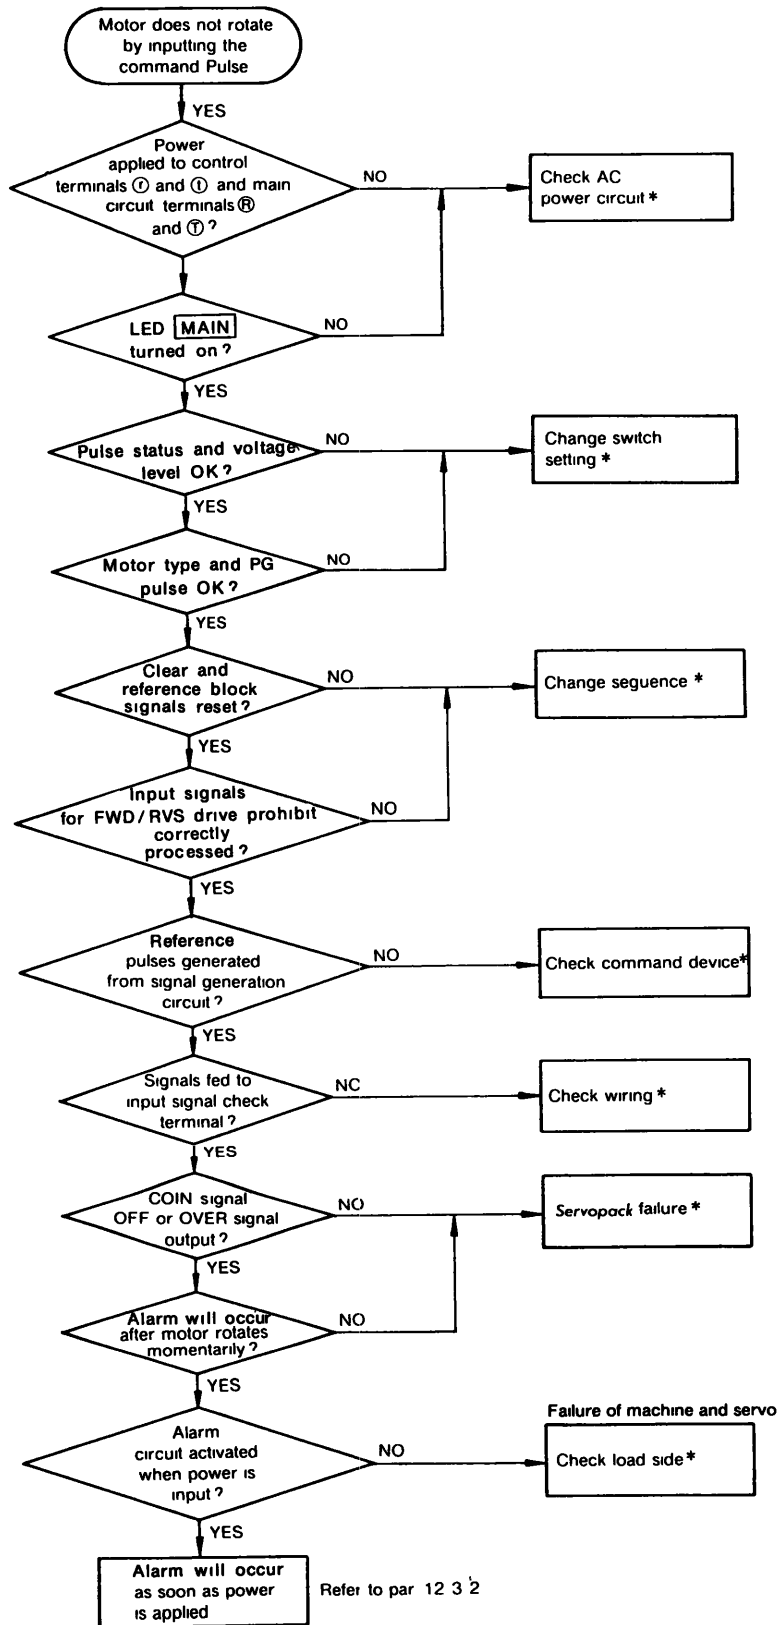 Motor does not rotate
by inputting the
command Pulse
YES
Power
applied to control
terminals ⓡ and ⓣ and main
circuit terminals Ⓡ
and Ⓣ ?
NO
Check AC
power circuit *
LED MAIN
turned on ?
NO
YES
Pulse status and voltage
level OK?
NO
Change switch
setting *
YES
Motor type and PG
pulse OK?
NO
YES
Clear and
reference block
signals reset?
NO
Change seguence *
YES
Input signals
for FWD/RVS drive prohibit
correctly
processed ?
NO
YES
Reference
pulses generated
from signal generation
circuit ?
NO
Check command device*
YES
Signals fed to
input signal check
terminal ?
NC
Check wiring *
YES
COIN signal
OFF or OVER signal
output ?
NO
Servopack failure *
YES
Alarm will occur
after motor rotates
momentarily ?
NO
YES
Failure of machine and servo
Alarm
circuit activated
when power is
input ?
NO
Check load side *
YES
Alarm will occur
as soon as power
is applied
Refer to par 12 3 2